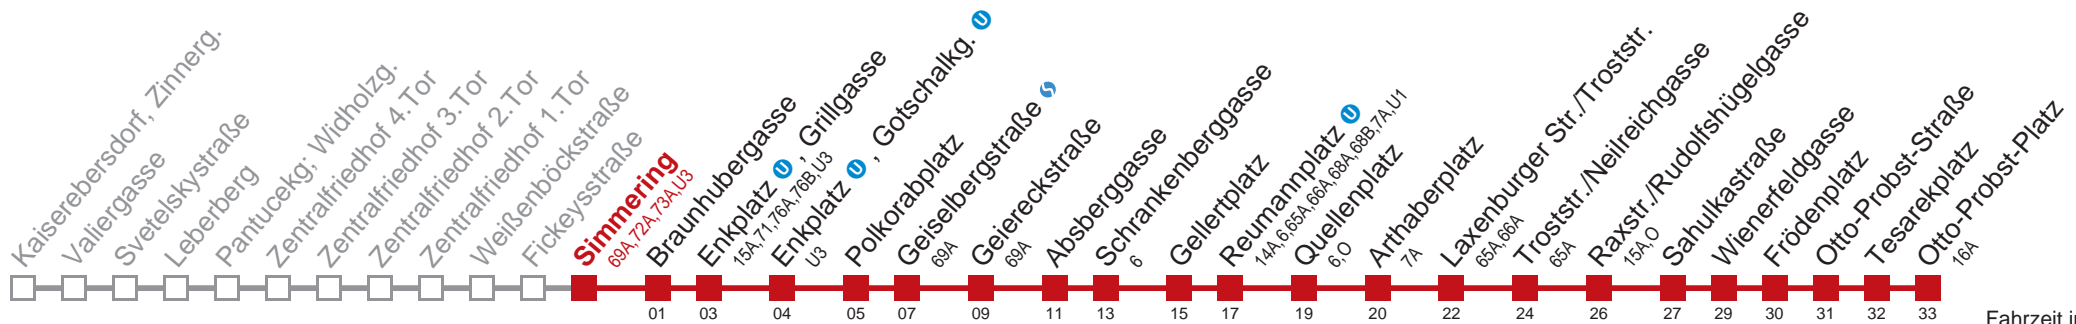 Kaiserebersdorf, Zinnerg.
Valiergasse
Svetelskystraße
Leberberg
Pantucekg; Widholzg.
Zentralfriedhof 4.Tor
Zentralfriedhof 3.Tor
Zentralfriedhof 2.Tor
Zentralfriedhof 1.Tor
Weißenböckstraße
Fickeysstraße
Simmering
69A,72A,73A,U3
Braunhubergasse
Enkplatz U , Grillgasse
15A,71,76A,76B,U3
Enkplatz U , Gotschalkg. U
U3
Polkorabplatz
Geiselbergstraße S
69A
Geiereckstraße
69A
Absberggasse
Schrankenberggasse
6
Gellertplatz
Reumannplatz U
14A,6,65A,66A,68A,68B,7A,U1
Quellenplatz
6,O
Arthaberplatz
7A
Laxenburger Str./Troststr.
65A,66A
Troststr./Neilreichgasse
65A
Raxstr./Rudolfshügelgasse
15A,O
Sahulkastraße
Wienerfeldgasse
Frödenplatz
Otto-Probst-Straße
Tesarekplatz
Otto-Probst-Platz
16A
01 03 04 05 07 09 11 13 15 17 19 20 22 24 26 27 29 30 31 32 33
Fahrzeit in